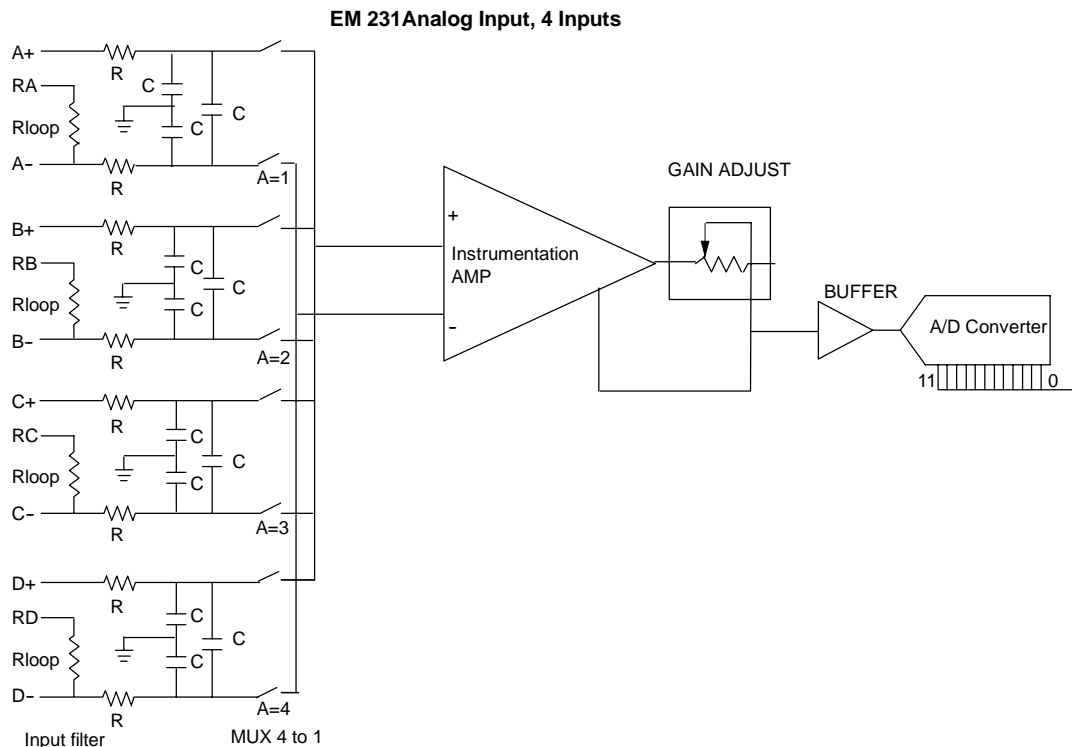 EM 231Analog Input, 4 Inputs
A+
R
RA
C
Rloop
C
C
A−
R
A=1
B+
R
RB
C
Rloop
C
C
B−
R
A=2
C+
R
RC
C
Rloop
C
C
C−
R
A=3
D+
R
RD
C
Rloop
C
C
D−
R
A=4
Input filter
MUX 4 to 1
+
Instrumentation
AMP
−
GAIN ADJUST
BUFFER
A/D Converter
11
0